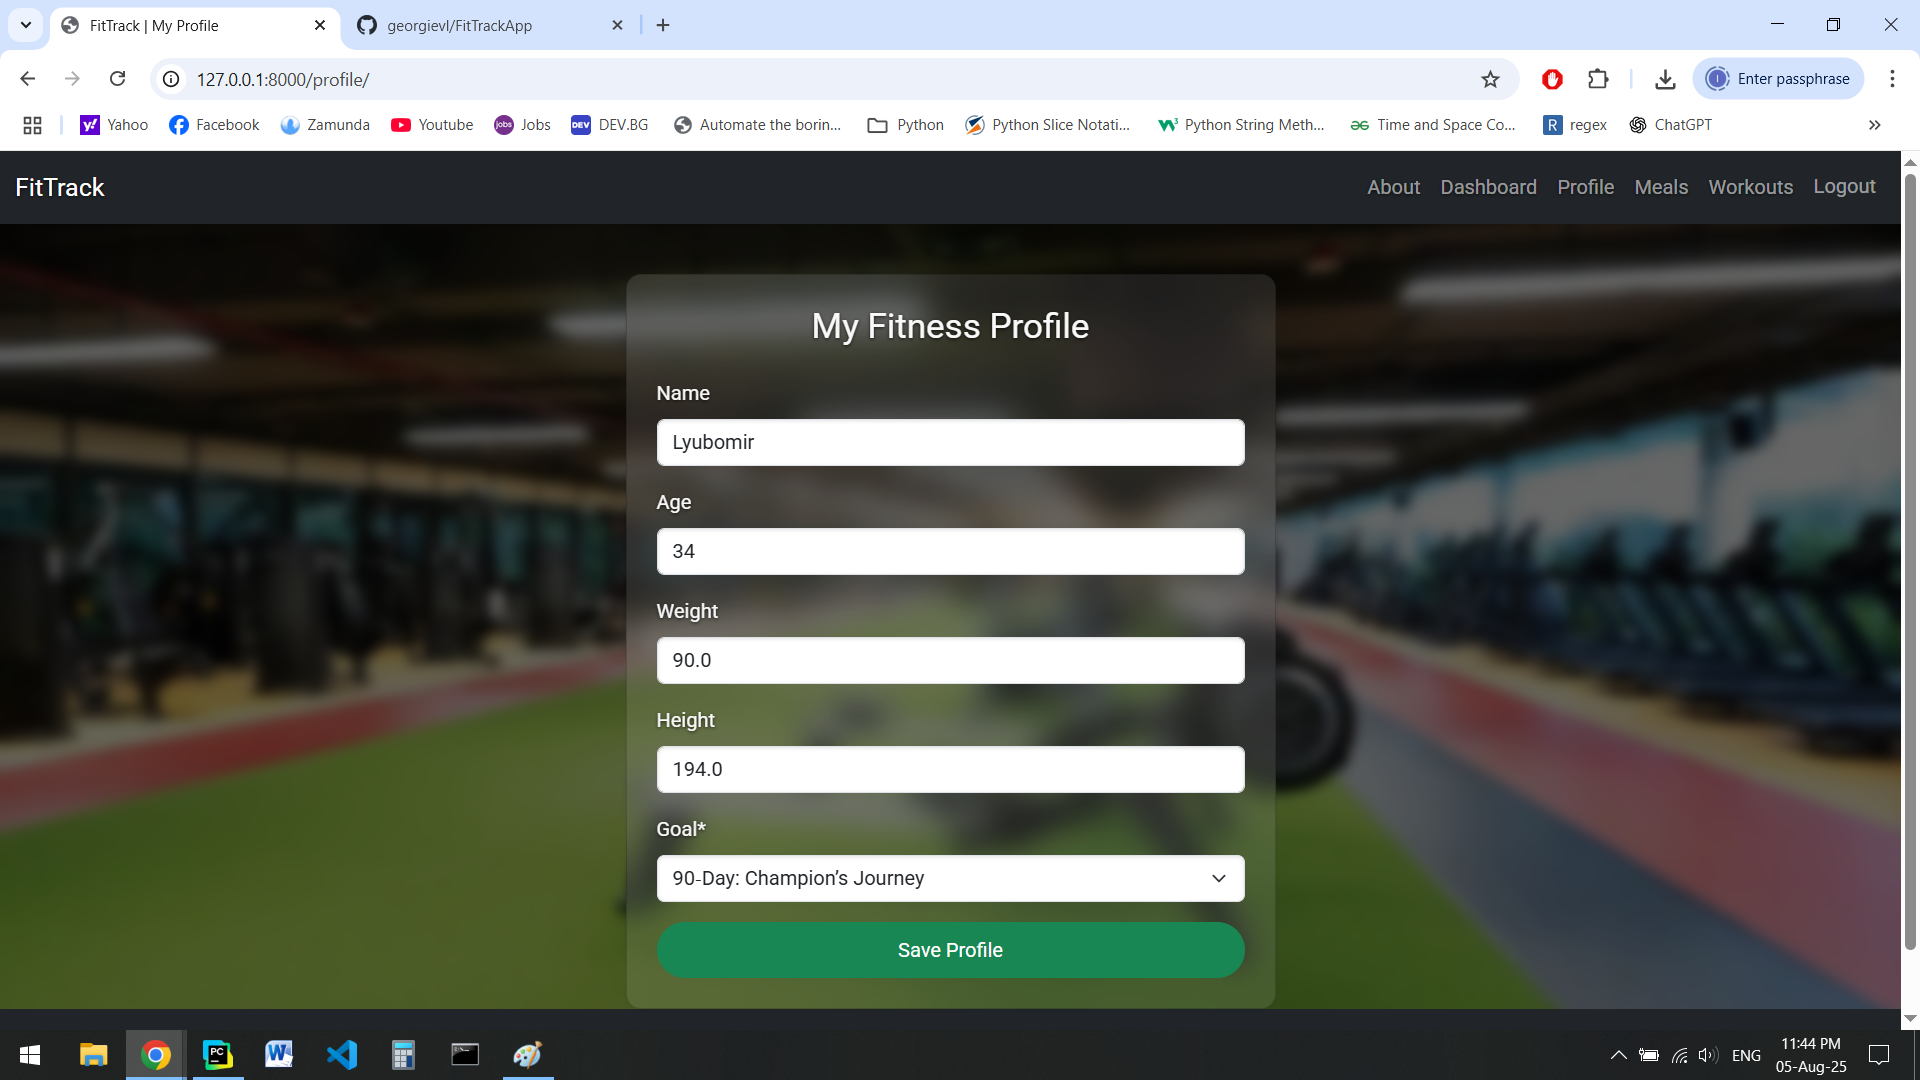 FitTrack | My Profile
georgievl/FitTrackApp
127.0.0.1:8000/profile/
Enter passphrase
Yahoo
Facebook
Zamunda
Youtube
jobs Jobs
DEV DEV.BG
Automate the borin...
Python
Python Slice Notati...
Python String Meth...
Time and Space Co...
R regex
ChatGPT
FitTrack
About
Dashboard
Profile
Meals
Workouts
Logout
My Fitness Profile
Name
Lyubomir
Age
34
Weight
90.0
Height
194.0
Goal*
90-Day: Champion’s Journey
Save Profile
PC
W
ENG
11:44 PM
05-Aug-25